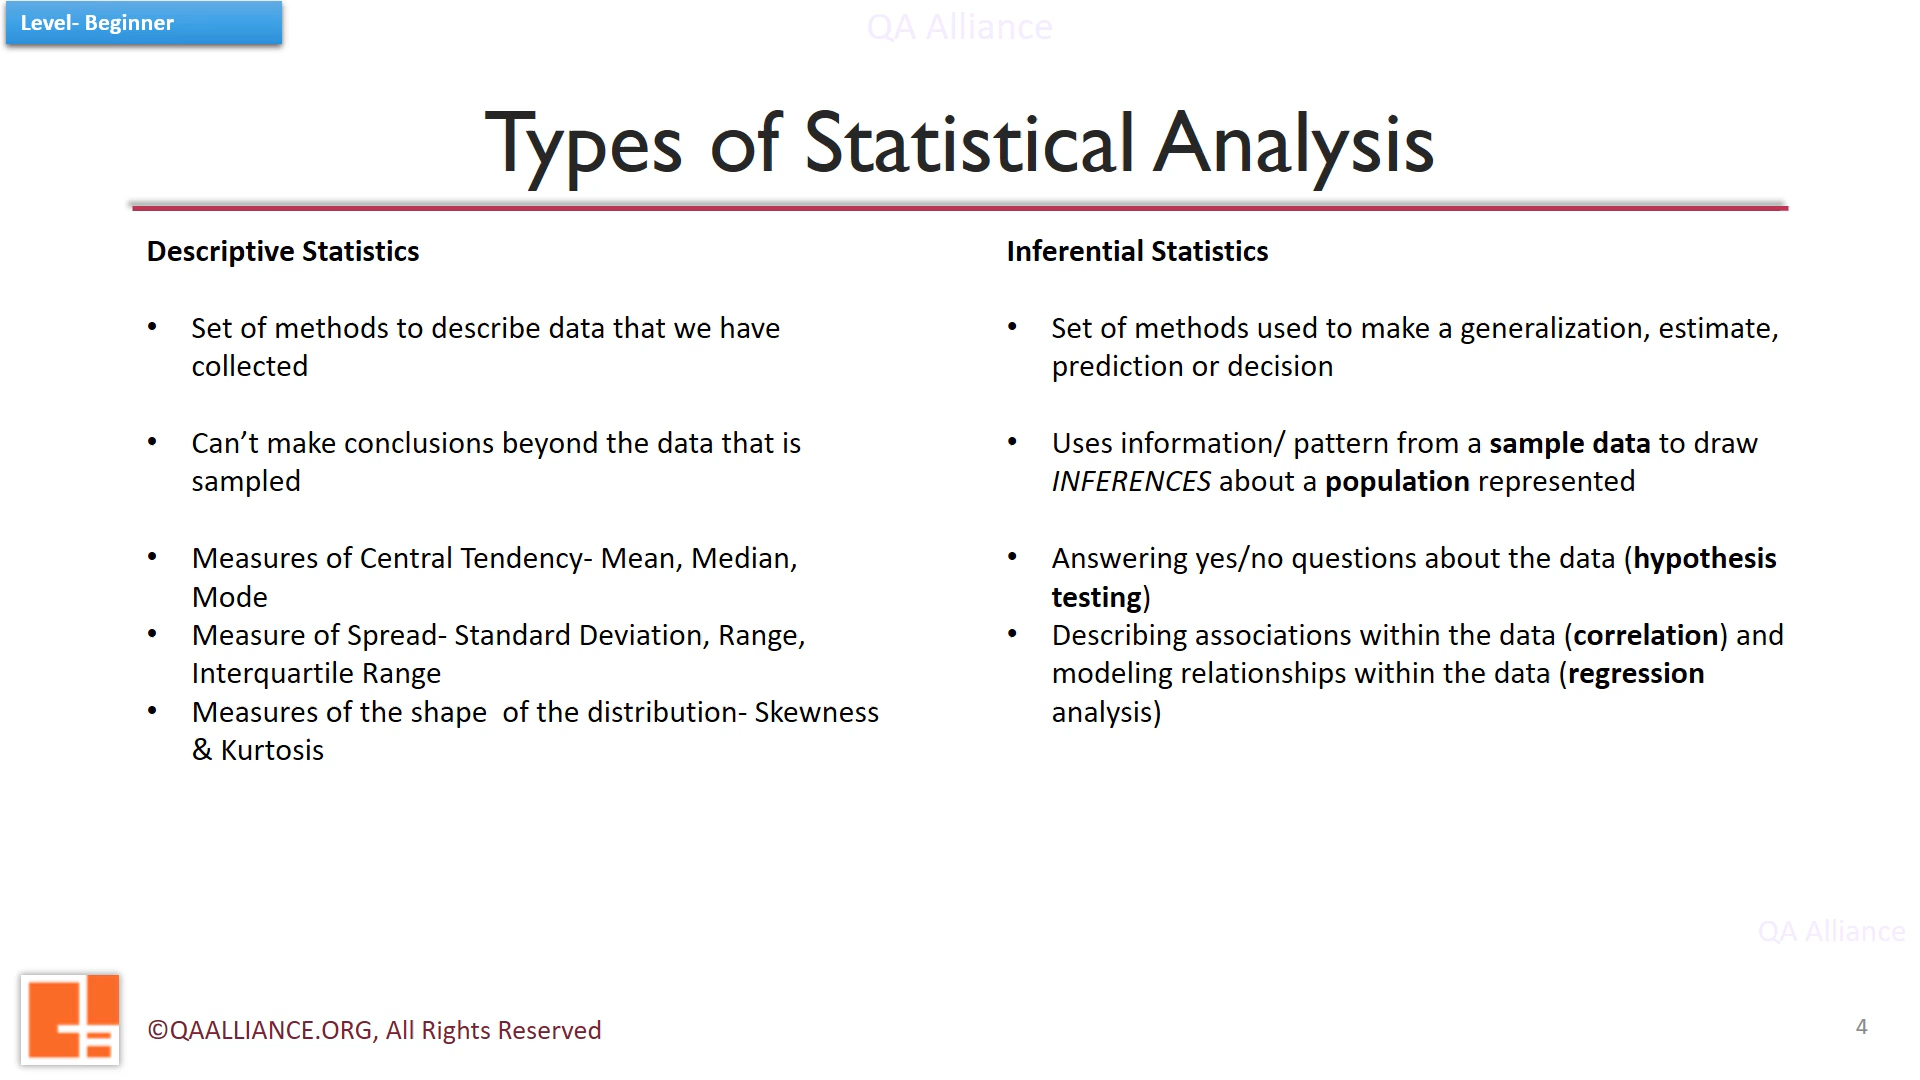 Level- Beginner
QA Alliance
Types of Statistical Analysis
Descriptive Statistics
• Set of methods to describe data that we have
collected
• Can’t make conclusions beyond the data that is
sampled
• Measures of Central Tendency- Mean, Median,
Mode
• Measure of Spread- Standard Deviation, Range,
Interquartile Range
• Measures of the shape  of the distribution- Skewness
& Kurtosis
Inferential Statistics
• Set of methods used to make a generalization, estimate,
prediction or decision
• Uses information/ pattern from a sample data to draw
INFERENCES about a population represented
• Answering yes/no questions about the data (hypothesis
testing)
• Describing associations within the data (correlation) and
modeling relationships within the data (regression
analysis)
QA Alliance
©QAALLIANCE.ORG, All Rights Reserved
4